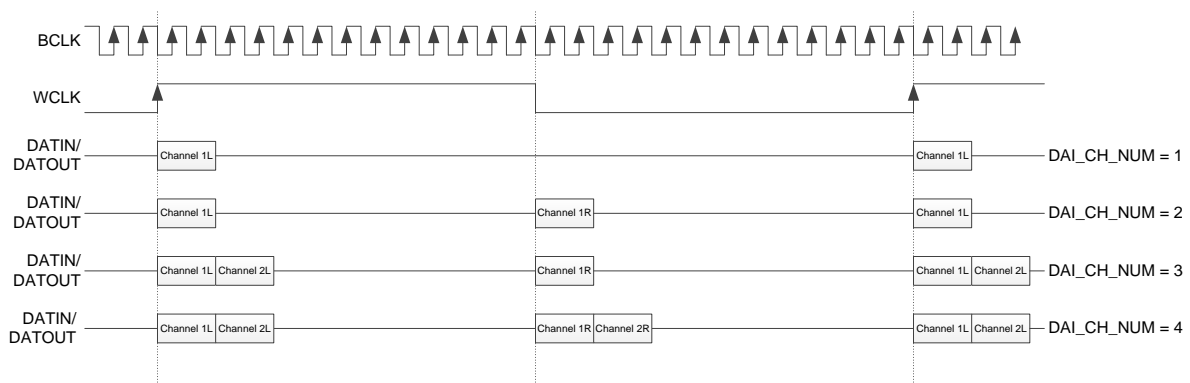 BCLK
WCLK
DATIN/
DATOUT
Channel 1L
Channel 1L
DAI_CH_NUM = 1
DATIN/
DATOUT
Channel 1L
Channel 1R
Channel 1L
DAI_CH_NUM = 2
DATIN/
DATOUT
Channel 1L
Channel 2L
Channel 1R
Channel 1L
Channel 2L
DAI_CH_NUM = 3
DATIN/
DATOUT
Channel 1L
Channel 2L
Channel 1R
Channel 2R
Channel 1L
Channel 2L
DAI_CH_NUM = 4